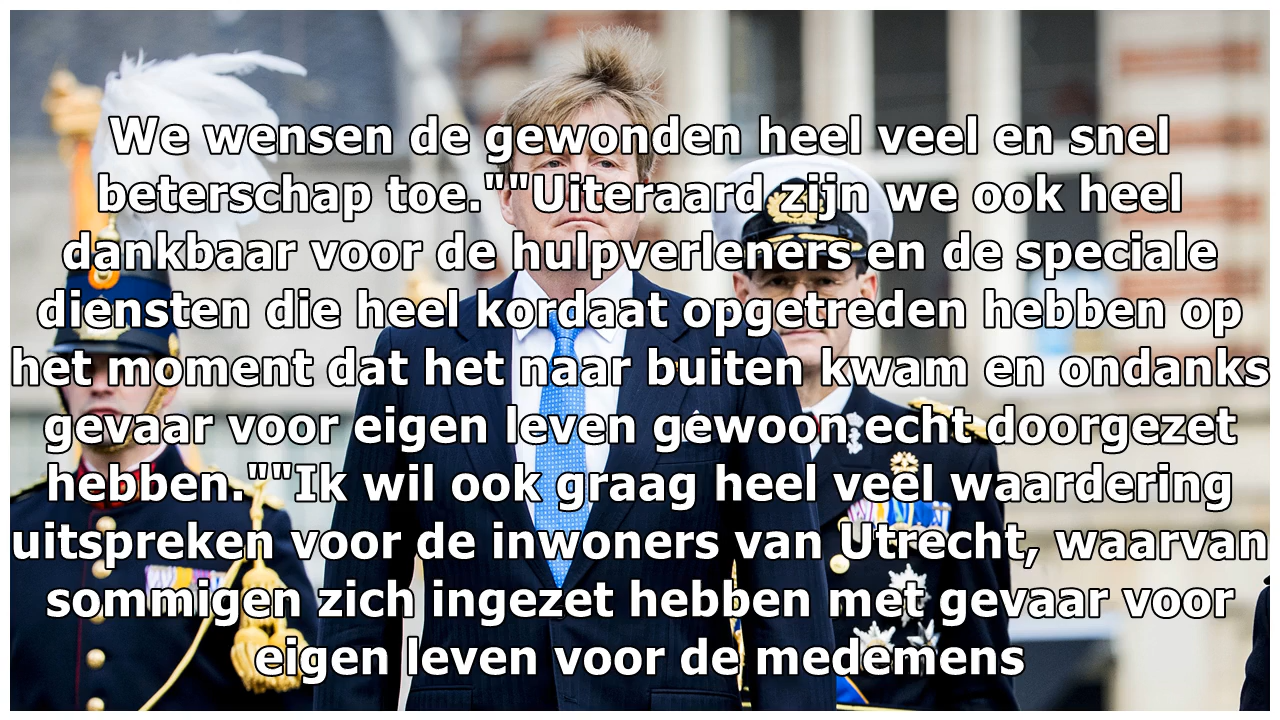 We wensen de gewonden heel veel en snel
beterschap toe.""Uiteraard zijn we ook heel
dankbaar voor de hulpverleners en de speciale
diensten die heel kordaat opgetreden hebben op
het moment dat het naar buiten kwam en ondanks
gevaar voor eigen leven gewoon echt doorgezet
hebben.""Ik wil ook graag heel veel waardering
uitspreken voor de inwoners van Utrecht, waarvan
sommigen zich ingezet hebben met gevaar voor
eigen leven voor de medemens